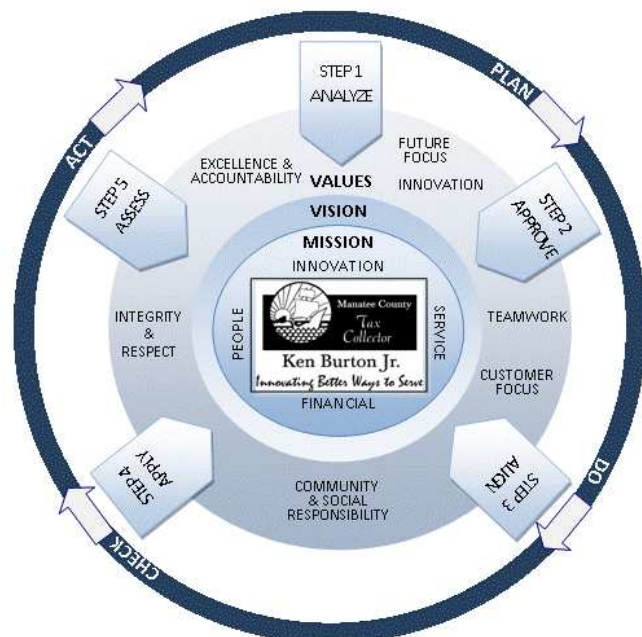 PLAN
DO
CHECK
ACT
STEP 1
ANALYZE
STEP 2
APPROVE
STEP 3
ALIGN
STEP 4
APPLY
STEP 5
ASSESS
EXCELLENCE &
ACCOUNTABILITY
FUTURE
FOCUS
INNOVATION
VALUES
VISION
MISSION
INNOVATION
PEOPLE
SERVICE
FINANCIAL
Manatee County
Tax
Collector
Ken Burton Jr.
Innovating Better Ways to Serve
INTEGRITY
&
RESPECT
TEAMWORK
CUSTOMER
FOCUS
COMMUNITY
& SOCIAL
RESPONSIBILITY